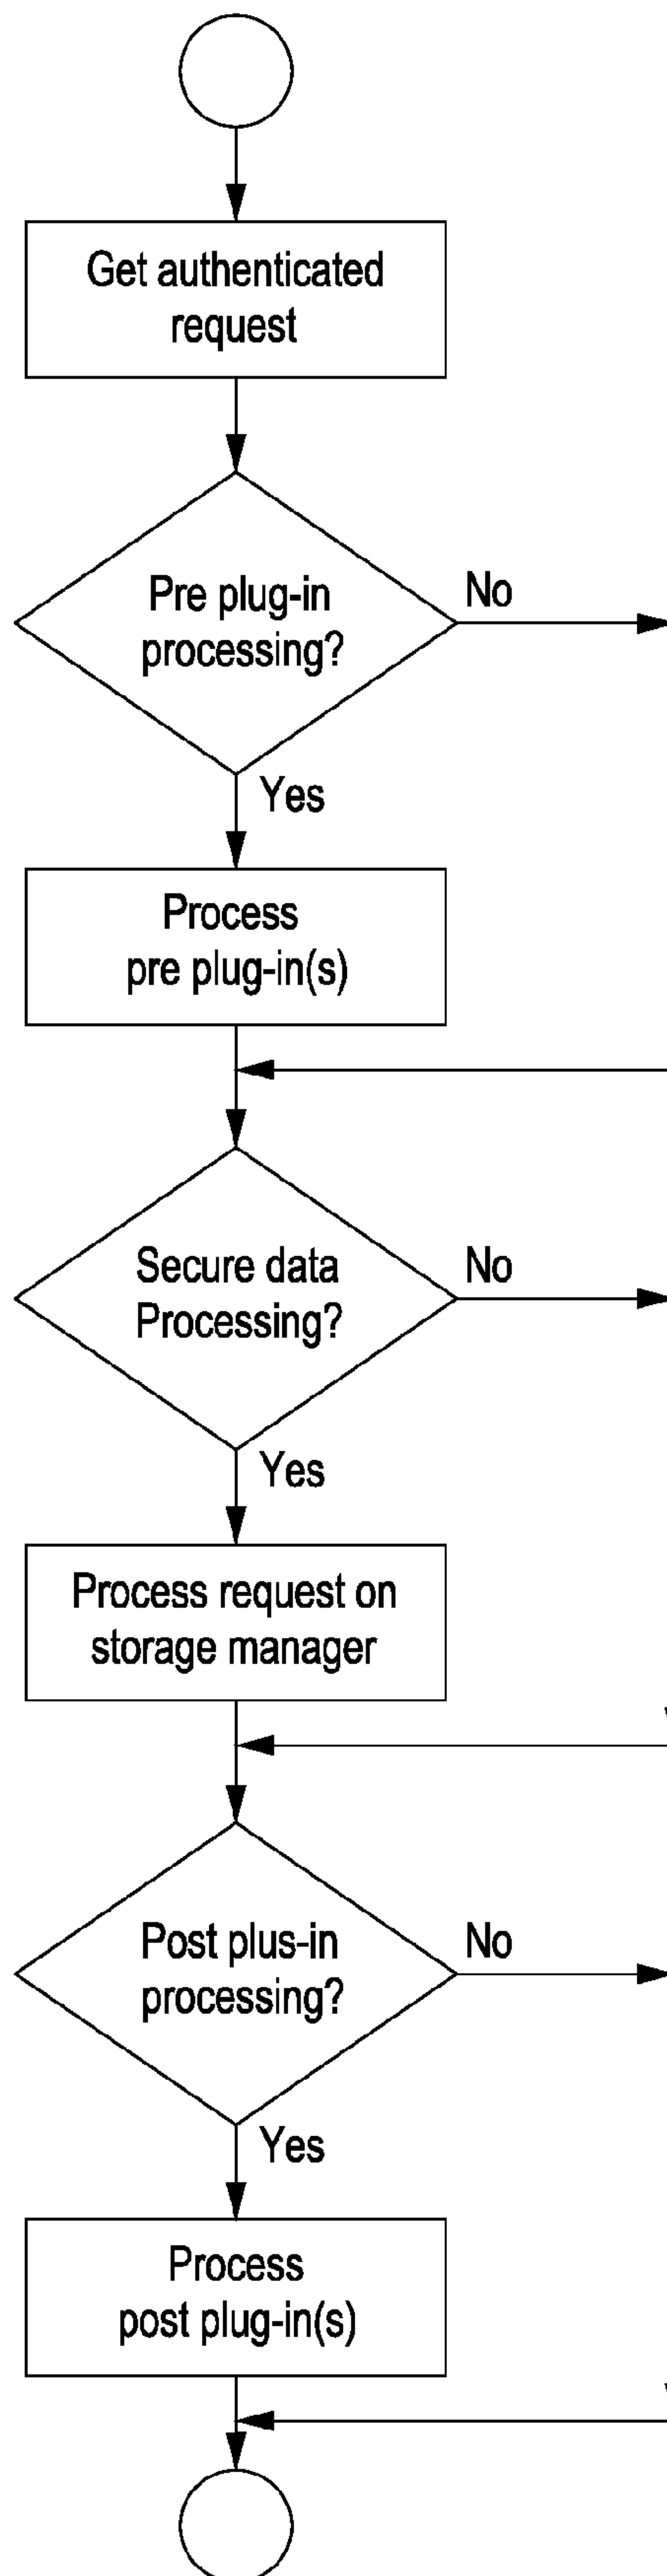 Get authenticated
request
Pre plug-in
processing?
No
Yes
Process
pre plug-in(s)
Secure data
Processing?
No
Yes
Process request on
storage manager
Post plus-in
processing?
No
Yes
Process
post plug-in(s)